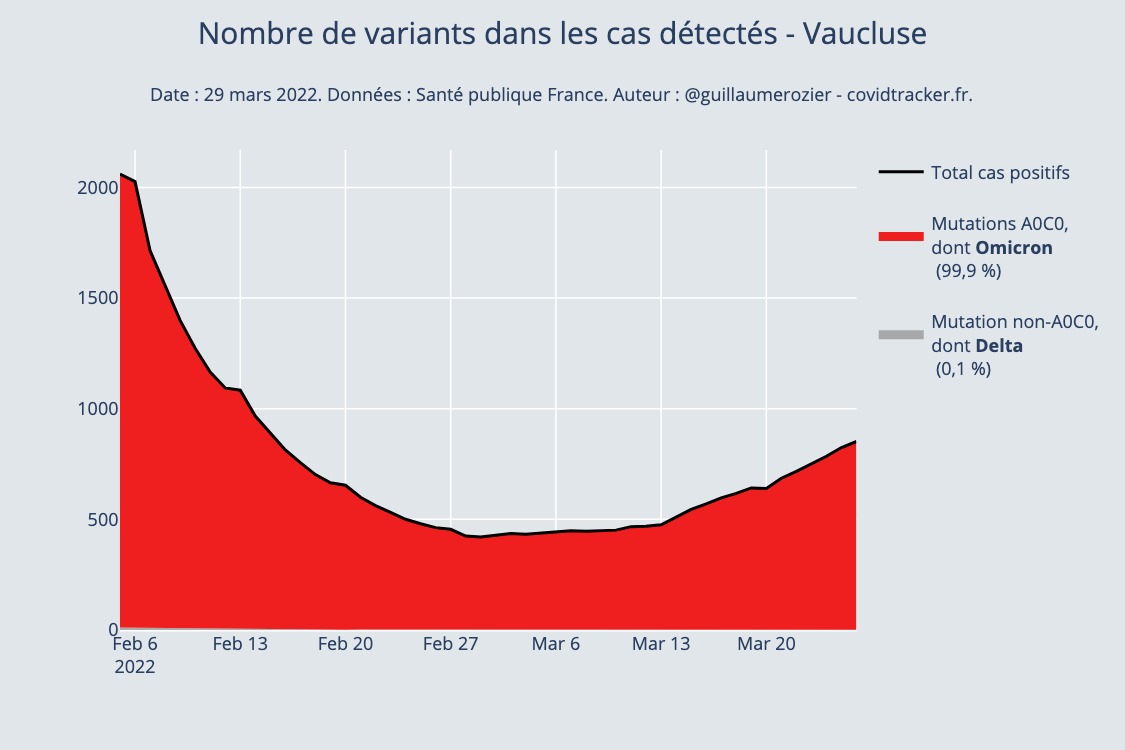 Nombre de variants dans les cas détectés - Vaucluse
Date : 29 mars 2022. Données : Santé publique France. Auteur : @guillaumerozier - covidtracker.fr.
2000
1500
1000
500
0
Feb 6 Feb 13 Feb 20 Feb 27 Mar 6 Mar 13 Mar 20
2022
Total cas positifs
Mutations A0C0,
dont Omicron
(99,9 %)
Mutation non-A0C0,
dont Delta
(0,1 %)